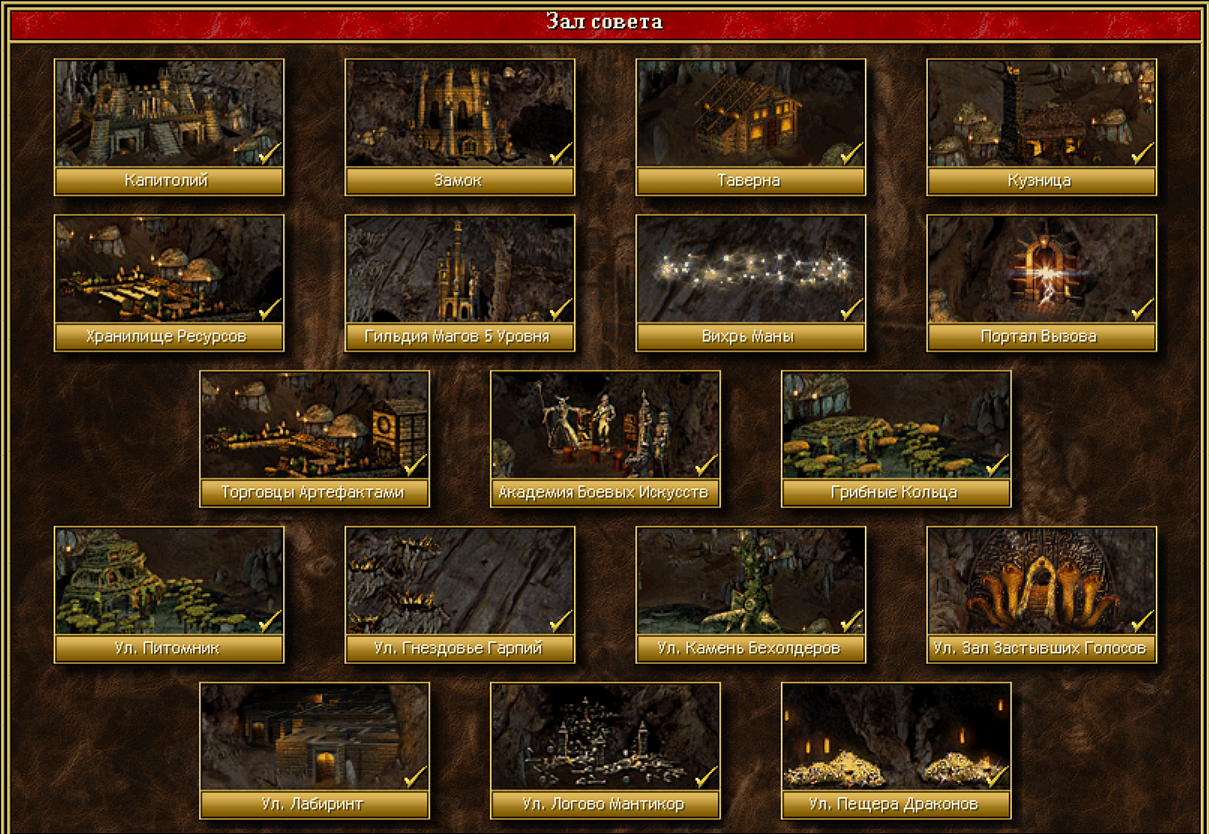 Зал совета
Капитолий
Замок
Таверна
Кузница
Хранилище Ресурсов
Гильдия Магов 5 Уровня
Вихрь Маны
Портал Вызова
Торговцы Артефактами
Академия Боевых Искусств
Грибные Кольца
Ул. Питомник
Ул. Гнездовье Гарпий
Ул. Камень Бехолдеров
Ул. Зал Застывших Голосов
Ул. Лабиринт
Ул. Логово Мантикор
Ул. Пещера Драконов